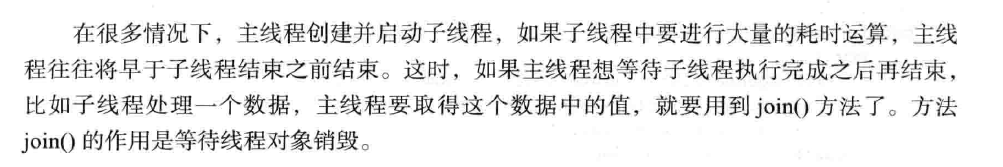 在很多情况下，主线程创建并启动子线程，如果子线程中要进行大量的耗时运算，主线
程往往将早于子线程结束之前结束。这时，如果主线程想等待子线程执行完成之后再结束，
比如子线程处理一个数据，主线程要取得这个数据中的值，就要用到 join() 方法了。方法
join() 的作用是等待线程对象销毁。